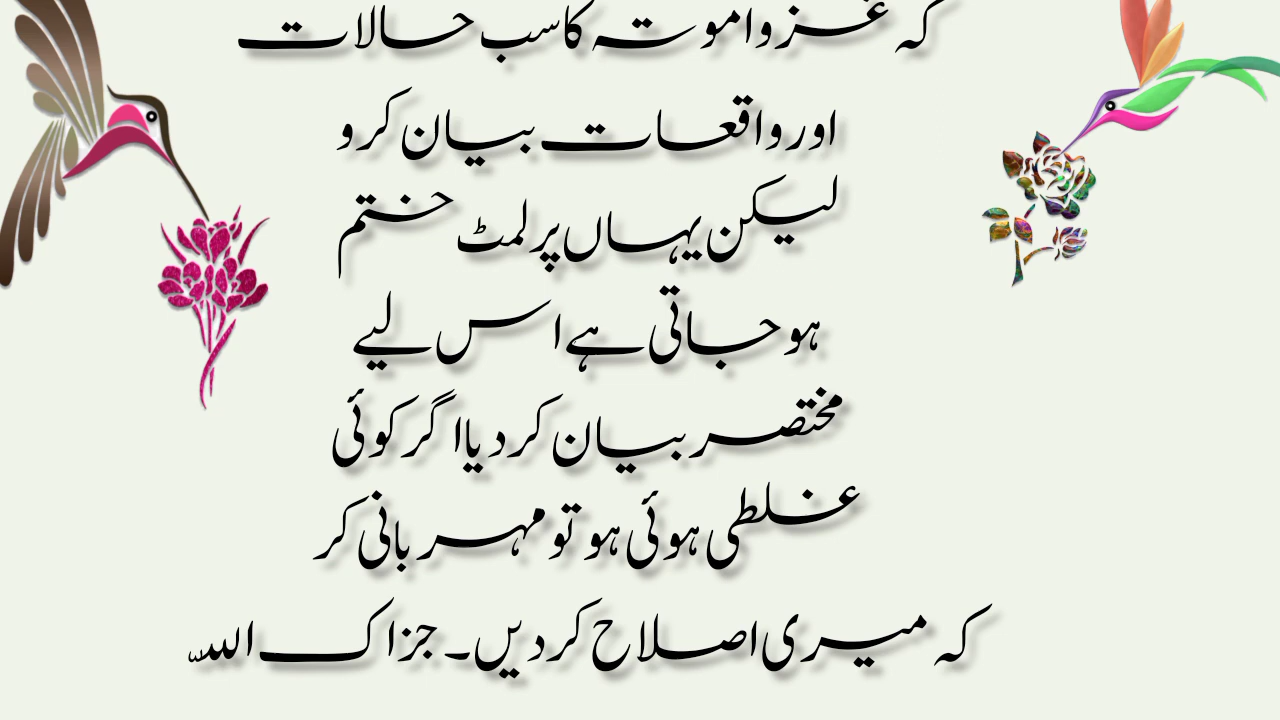 کہ غزوا موتہ کا سب حالات
اور واقعات بیان کرو
لیکن یہاں پر لمٹ ختم
ہو جاتی ہے اس لیے
مختصر بیان کر دیا اگر کوئی
غلطی ہوئی ہو تو مہربانی کر
کہ میری اصلاح کر دیں۔ جزاک اللہ